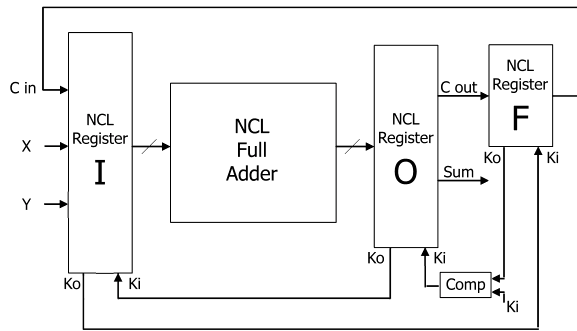 C in
X
Y
NCL
Register
I
NCL
Full
Adder
NCL
Register
O
C out
Sum
NCL
Register
F
Ko
Ki
Ko
Ki
Ko
Ki
Comp
Ki